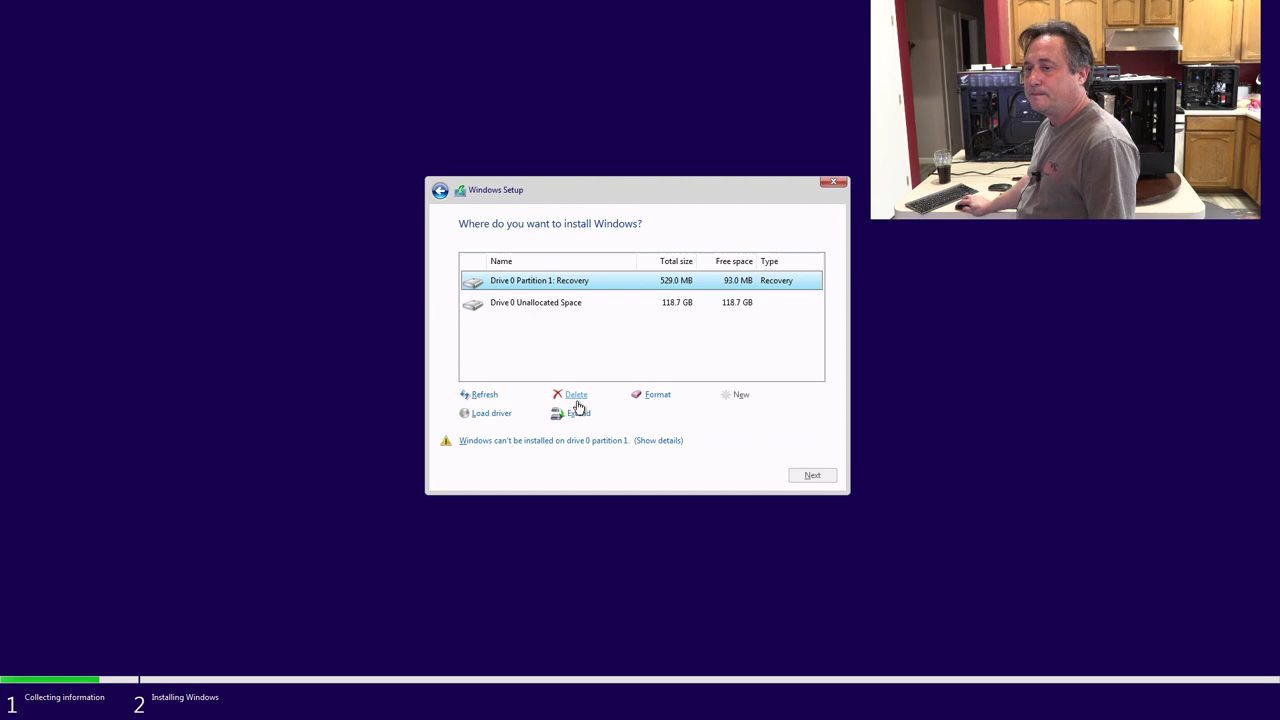 Windows Setup
Where do you want to install Windows?
Name Total size Free space Type
Drive 0 Partition 1: Recovery 529.0 MB 93.0 MB Recovery
Drive 0 Unallocated Space 118.7 GB 118.7 GB
Refresh Delete Format New
Load driver
Windows can't be installed on drive 0 partition 1. (Show details)
Next
1 Collecting information 2 Installing Windows